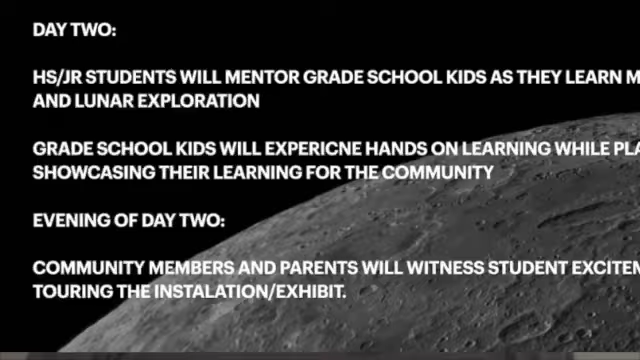 DAY TWO:
HS/JR STUDENTS WILL MENTOR GRADE SCHOOL KIDS AS THEY LEARN
AND LUNAR EXPLORATION
GRADE SCHOOL KIDS WILL EXPERICNE HANDS ON LEARNING WHILE
SHOWCASING THEIR LEARNING FOR THE COMMUNITY
EVENING OF DAY TWO:
COMMUNITY MEMBERS AND PARENTS WILL WITNESS STUDENT
TOURING THE INSTALATION/EXHIBIT.